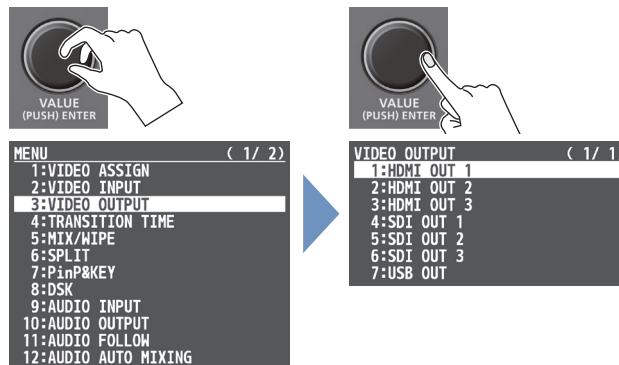 VALUE
(PUSH) ENTER
MENU ( 1/ 2)
1:VIDEO ASSIGN
2:VIDEO INPUT
3:VIDEO OUTPUT
4:TRANSITION TIME
5:MIX/WIPE
6:SPLIT
7:PinP&KEY
8:DSK
9:AUDIO INPUT
10:AUDIO OUTPUT
11:AUDIO FOLLOW
12:AUDIO AUTO MIXING
VALUE
(PUSH) ENTER
VIDEO OUTPUT ( 1/ 1
1:HDMI OUT 1
2:HDMI OUT 2
3:HDMI OUT 3
4:SDI OUT 1
5:SDI OUT 2
6:SDI OUT 3
7:USB OUT